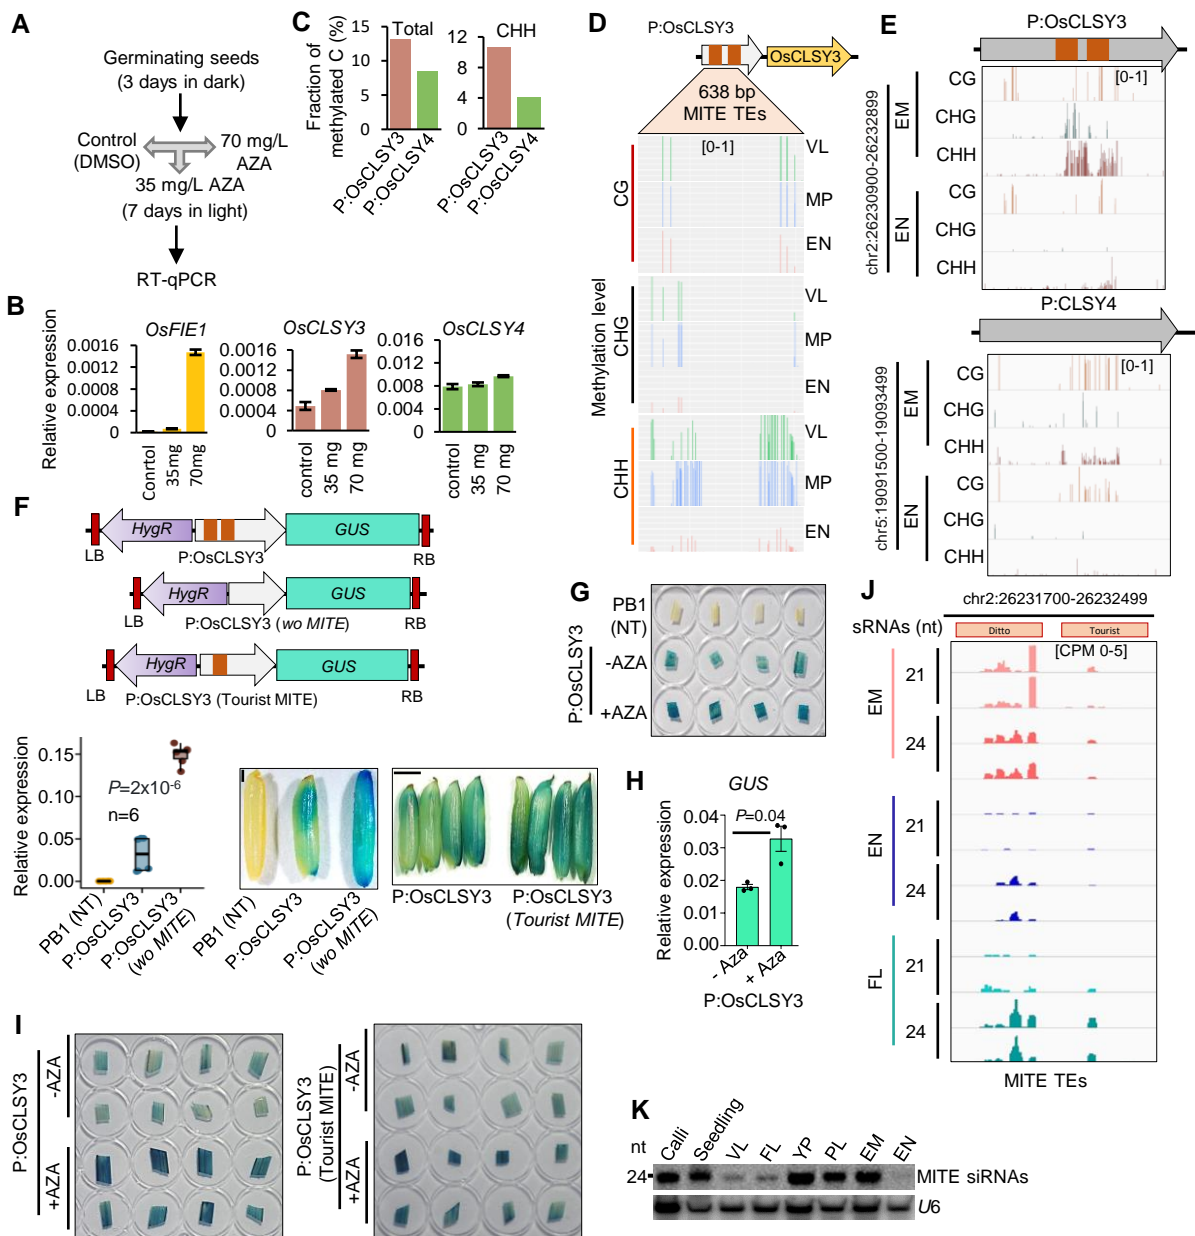 A
Germinating seeds
(3 days in dark)
Control
(DMSO)
70 mg/L
AZA
35 mg/L AZA
(7 days in light)
RT-qPCR
B
Relative expression
OsFIE1
0.0016
0.0012
0.0008
0.0004
0
Conrtol
35mg
70mg
OsCLSY3
0.0016
0.0012
0.0008
0.0004
0
control
35 mg
70 mg
OsCLSY4
0.016
0.012
0.008
0.004
0
control
35 mg
70 mg
C
Fraction of
methylated C (%)
Total
15
10
5
0
P:OsCLSY3
P:OsCLSY4
CHH
12
8
4
0
P:OsCLSY3
P:OsCLSY4
D
P:OsCLSY3
OsCLSY3
638 bp
MITE TEs
[0-1]
Methylation level
CG
VL
MP
EN
CHG
VL
MP
EN
CHH
VL
MP
EN
E
P:OsCLSY3
[0-1]
chr2:26230900-26232899
EM
CG
CHG
CHH
EN
CG
CHG
CHH
P:CLSY4
[0-1]
chr5:19091500-19093499
EM
CG
CHG
CHH
EN
CG
CHG
CHH
F
HygR
GUS
LB
P:OsCLSY3
RB
HygR
GUS
LB
P:OsCLSY3 (wo MITE)
RB
HygR
GUS
LB
P:OsCLSY3 (Tourist MITE)
RB
Relative expression
0.15
0.05
0.00
P=2x10-6
n=6
PB1 (NT)
P:OsCLSY3
P:OsCLSY3
(wo MITE)
PB1 (NT)
P:OsCLSY3
P:OsCLSY3
(wo MITE)
P:OsCLSY3
P:OsCLSY3
(Tourist MITE)
G
PB1
(NT)
P:OsCLSY3
-AZA
+AZA
H
GUS
Relative expression
0.04
0.03
0.02
0.01
0.00
P=0.04
- Aza
+ Aza
P:OsCLSY3
I
P:OsCLSY3
-AZA
+AZA
P:OsCLSY3
(Tourist MITE)
-AZA
+AZA
J
chr2:26231700-26232499
sRNAs (nt)
Ditto
Tourist
[CPM 0-5]
EM
21
24
EN
21
24
FL
21
24
MITE TEs
K
nt
Calli
Seedling
VL
FL
YP
PL
EM
EN
24
MITE siRNAs
U6